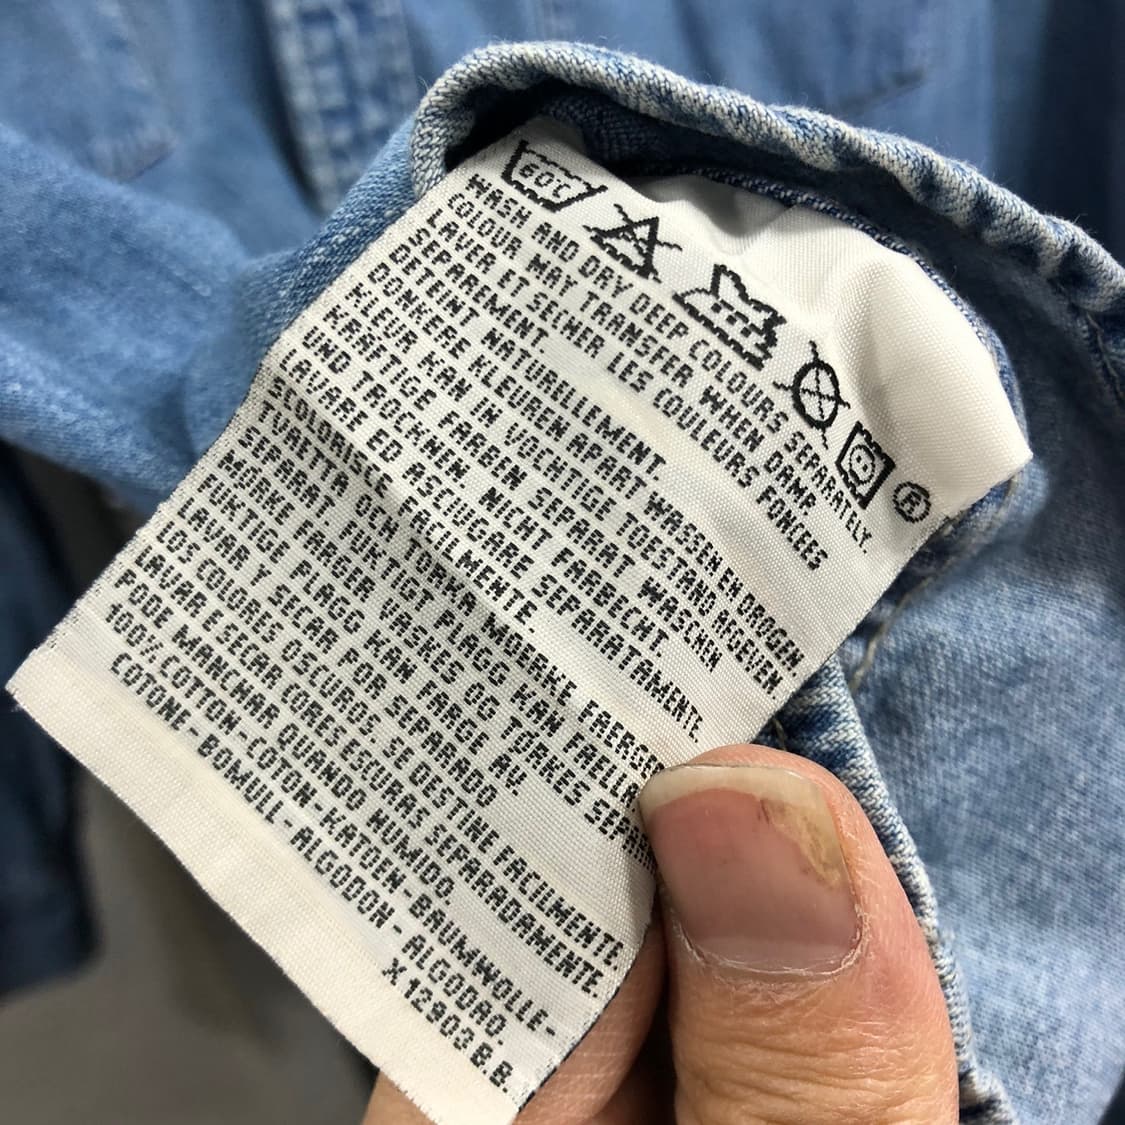 60°C
®
WASH AND DRY DEEP COLOURS SEPARATELY.
COLOUR MAY TRANSFER WHEN DAMP
LAVER ET SECHER LES COULEURS FONCEES
SEPAREMENT.
DETEINT NATURELLEMENT.
DONKERE KLEUREN APART WASSEN EN DROGEN
KLEUR KAN IN VOCHTIGE TOESTAND AFGEVEN
KRAFTIGE FARBEN SEPARAT WASCHEN
UND TROCKNEN. NICHT FARBECHT.
LAVARE ED ASCIUGARE SEPARATAMENTE.
SCOLORISCE FACILMENTE.
TVÄTTA OCH TORKA MÖRKE FÄRGER
SEPARAT. FUKTIGT PLAGG KAN FÄLLA.
MÖRKE FARGER VASKES OG TØRKES
FUKTIGE PLAGG KAN FARGE AV.
LAVAR Y SECAR POR SEPARADO
LOS COLORES OSCUROS. SE DESTIÑE FACILMENTE.
LAVAR E SECAR CORES ESCURAS SEPARADAMENTE.
PODE MANCHAR QUANDO HUMIDO.
100% COTTON-COTON-KATOEN-BAUMWOLLE-
COTONE-BOMULL-ALGODON-ALGODAO.
X 12903 B.B.